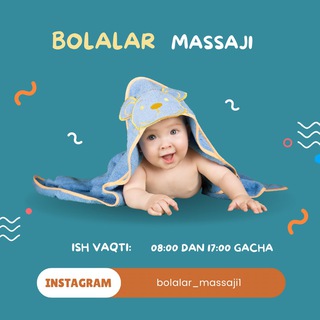 BOLALAR MASSAJI
ISH VAQTI: 08:00 DAN 17:00 GACHA
INSTAGRAM bolalar_massaji1